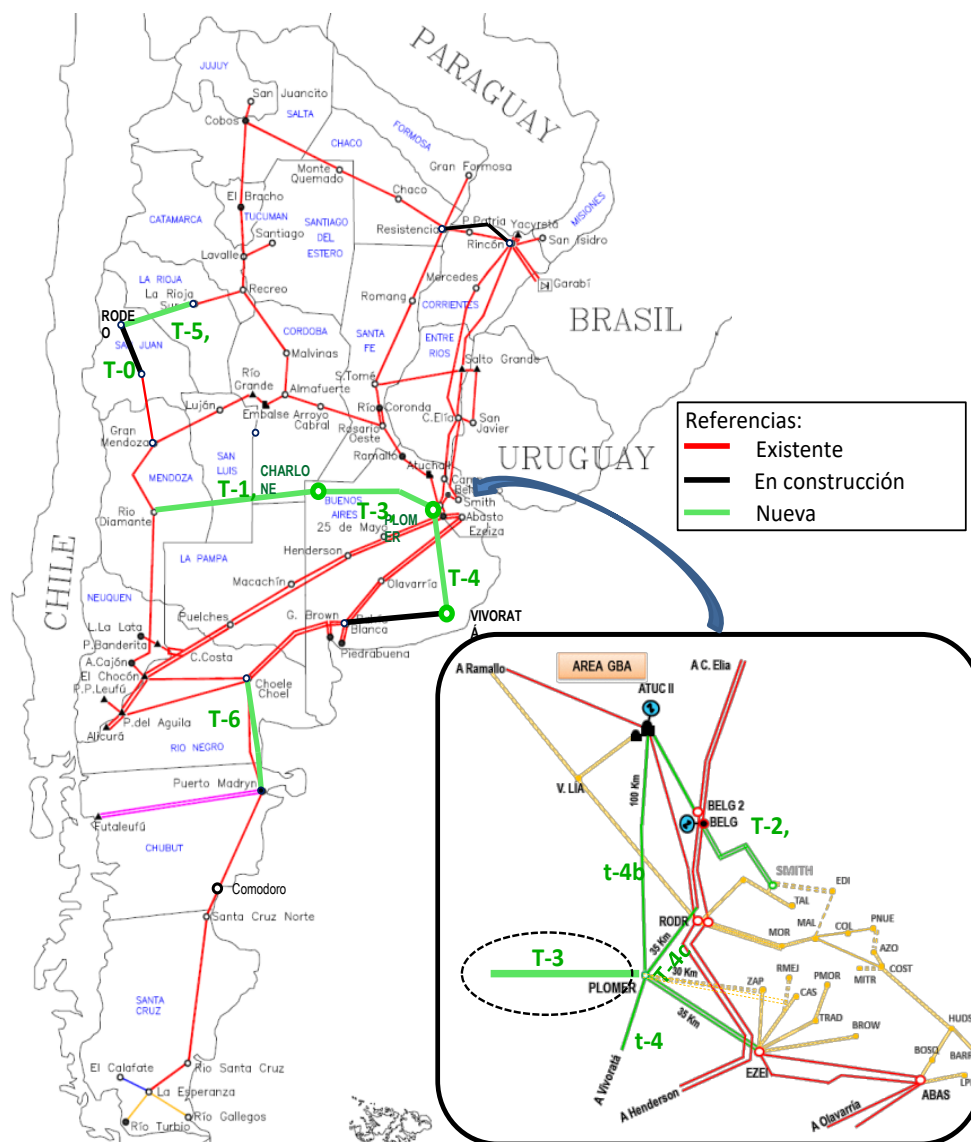 PARAGUAY
JUJUY
San Juancito
SALTA
Cobos
FORMOSA
CHACO
Monte
Quemado
Gran Formosa
Chaco
El Bracho
TUCUMAN
CATAMARCA
SANTIAGO
DEL
ESTERO
Santiago
Lavalle
Resistencia
P.Patria
Yacyretá
MISIONES
Rincón
San Isidro
Mercedes
Garabí
LA RIOJA
La Rioja
Sur
Recreo
Romang
CORRIENTES
BRASIL
RODE
O
T-5,
SAN JUAN
T-0
CORDOBA
Malvinas
SANTA
FE
ENTRE
RIOS
Salto Grande
Río
Grande
Almafuerte
S.Tomé
Luján
Embalse
Arroyo
Cabral
Río Coronda
Rosario
Oeste
C.Elía
San
Javier
Gran
Mendoza
MENDOZA
SAN
LUIS
Ramallo
Atucha
URUGUAY
CHARLO
NE
T-1,
BUENOS
AIRES
T-3
PLOM
ER
25 de Mayo
Smith
Abasto
Ezeiza
Rio
Diamante
Henderson
LA PAMPA
Macachín
Olavarría
T-4
CHILE
NEUQUEN
Puelches
G. Brown
Blanca
VIVORAT
Á
Piedrabuena
L.La Lata
P.Banderita
A.Cajón
C.Costa
El Chocón
P.P.Leufú
Choele
Choel
P.del Aguila
Alicurá
T-6
RIO NEGRO
Puerto Madryn
Futaleufú
CHUBUT
Comodoro
Santa Cruz Norte
SANTA
CRUZ
El Calafate
Rio Santa Cruz
La Esperanza
Río Turbio
Río Gallegos
Referencias:
Existente
En construcción
Nueva
A Ramallo
AREA GBA
A C. Elia
ATUC II
V. LIA
100 Km
BELG 2
BELG
T-2,
SMITH
EDI
t-4b
TAL
MAL
COL
PNUE
RODR
MOR
AZO
35 Km
T-4c
MITR
COST
T-3
30 Km
PLOMER
ZAP
RMEJ
PMOR
CAS
TRAD
BROW
HUDS
35 Km
t-4
BOSQ
BARR
EZEI
LPL
ABAS
A Vivoratá
A Henderson
A Olavarría